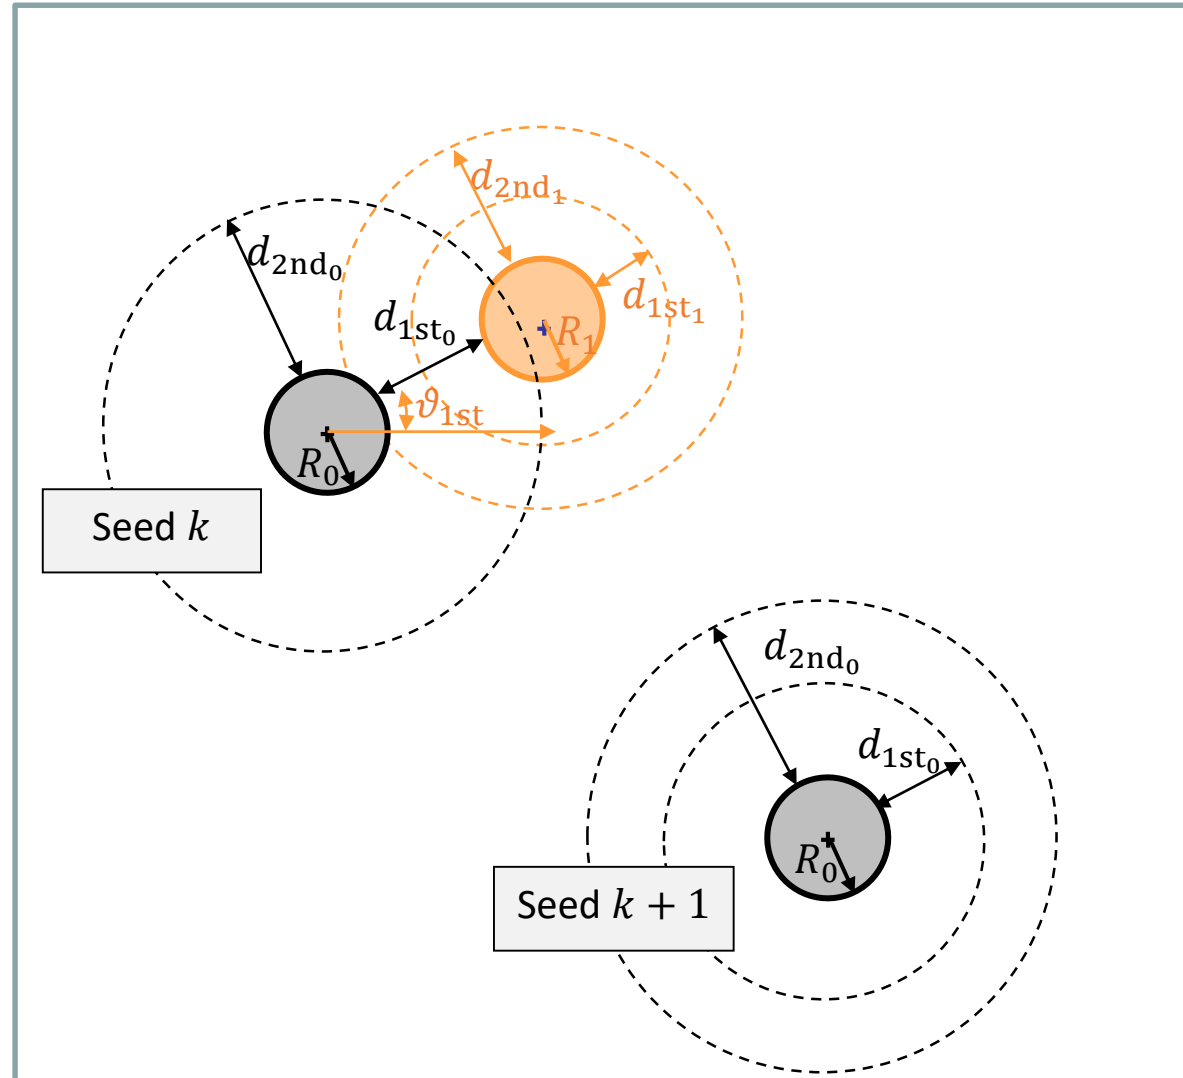 d₂ₙd₁
d₂ₙd₀
d₁ₛₜ₀
d₁ₛₜ₁
R₁
ϑ₁ₛₜ
R₀
Seed k
d₂ₙd₀
d₁ₛₜ₀
R₀
Seed k + 1